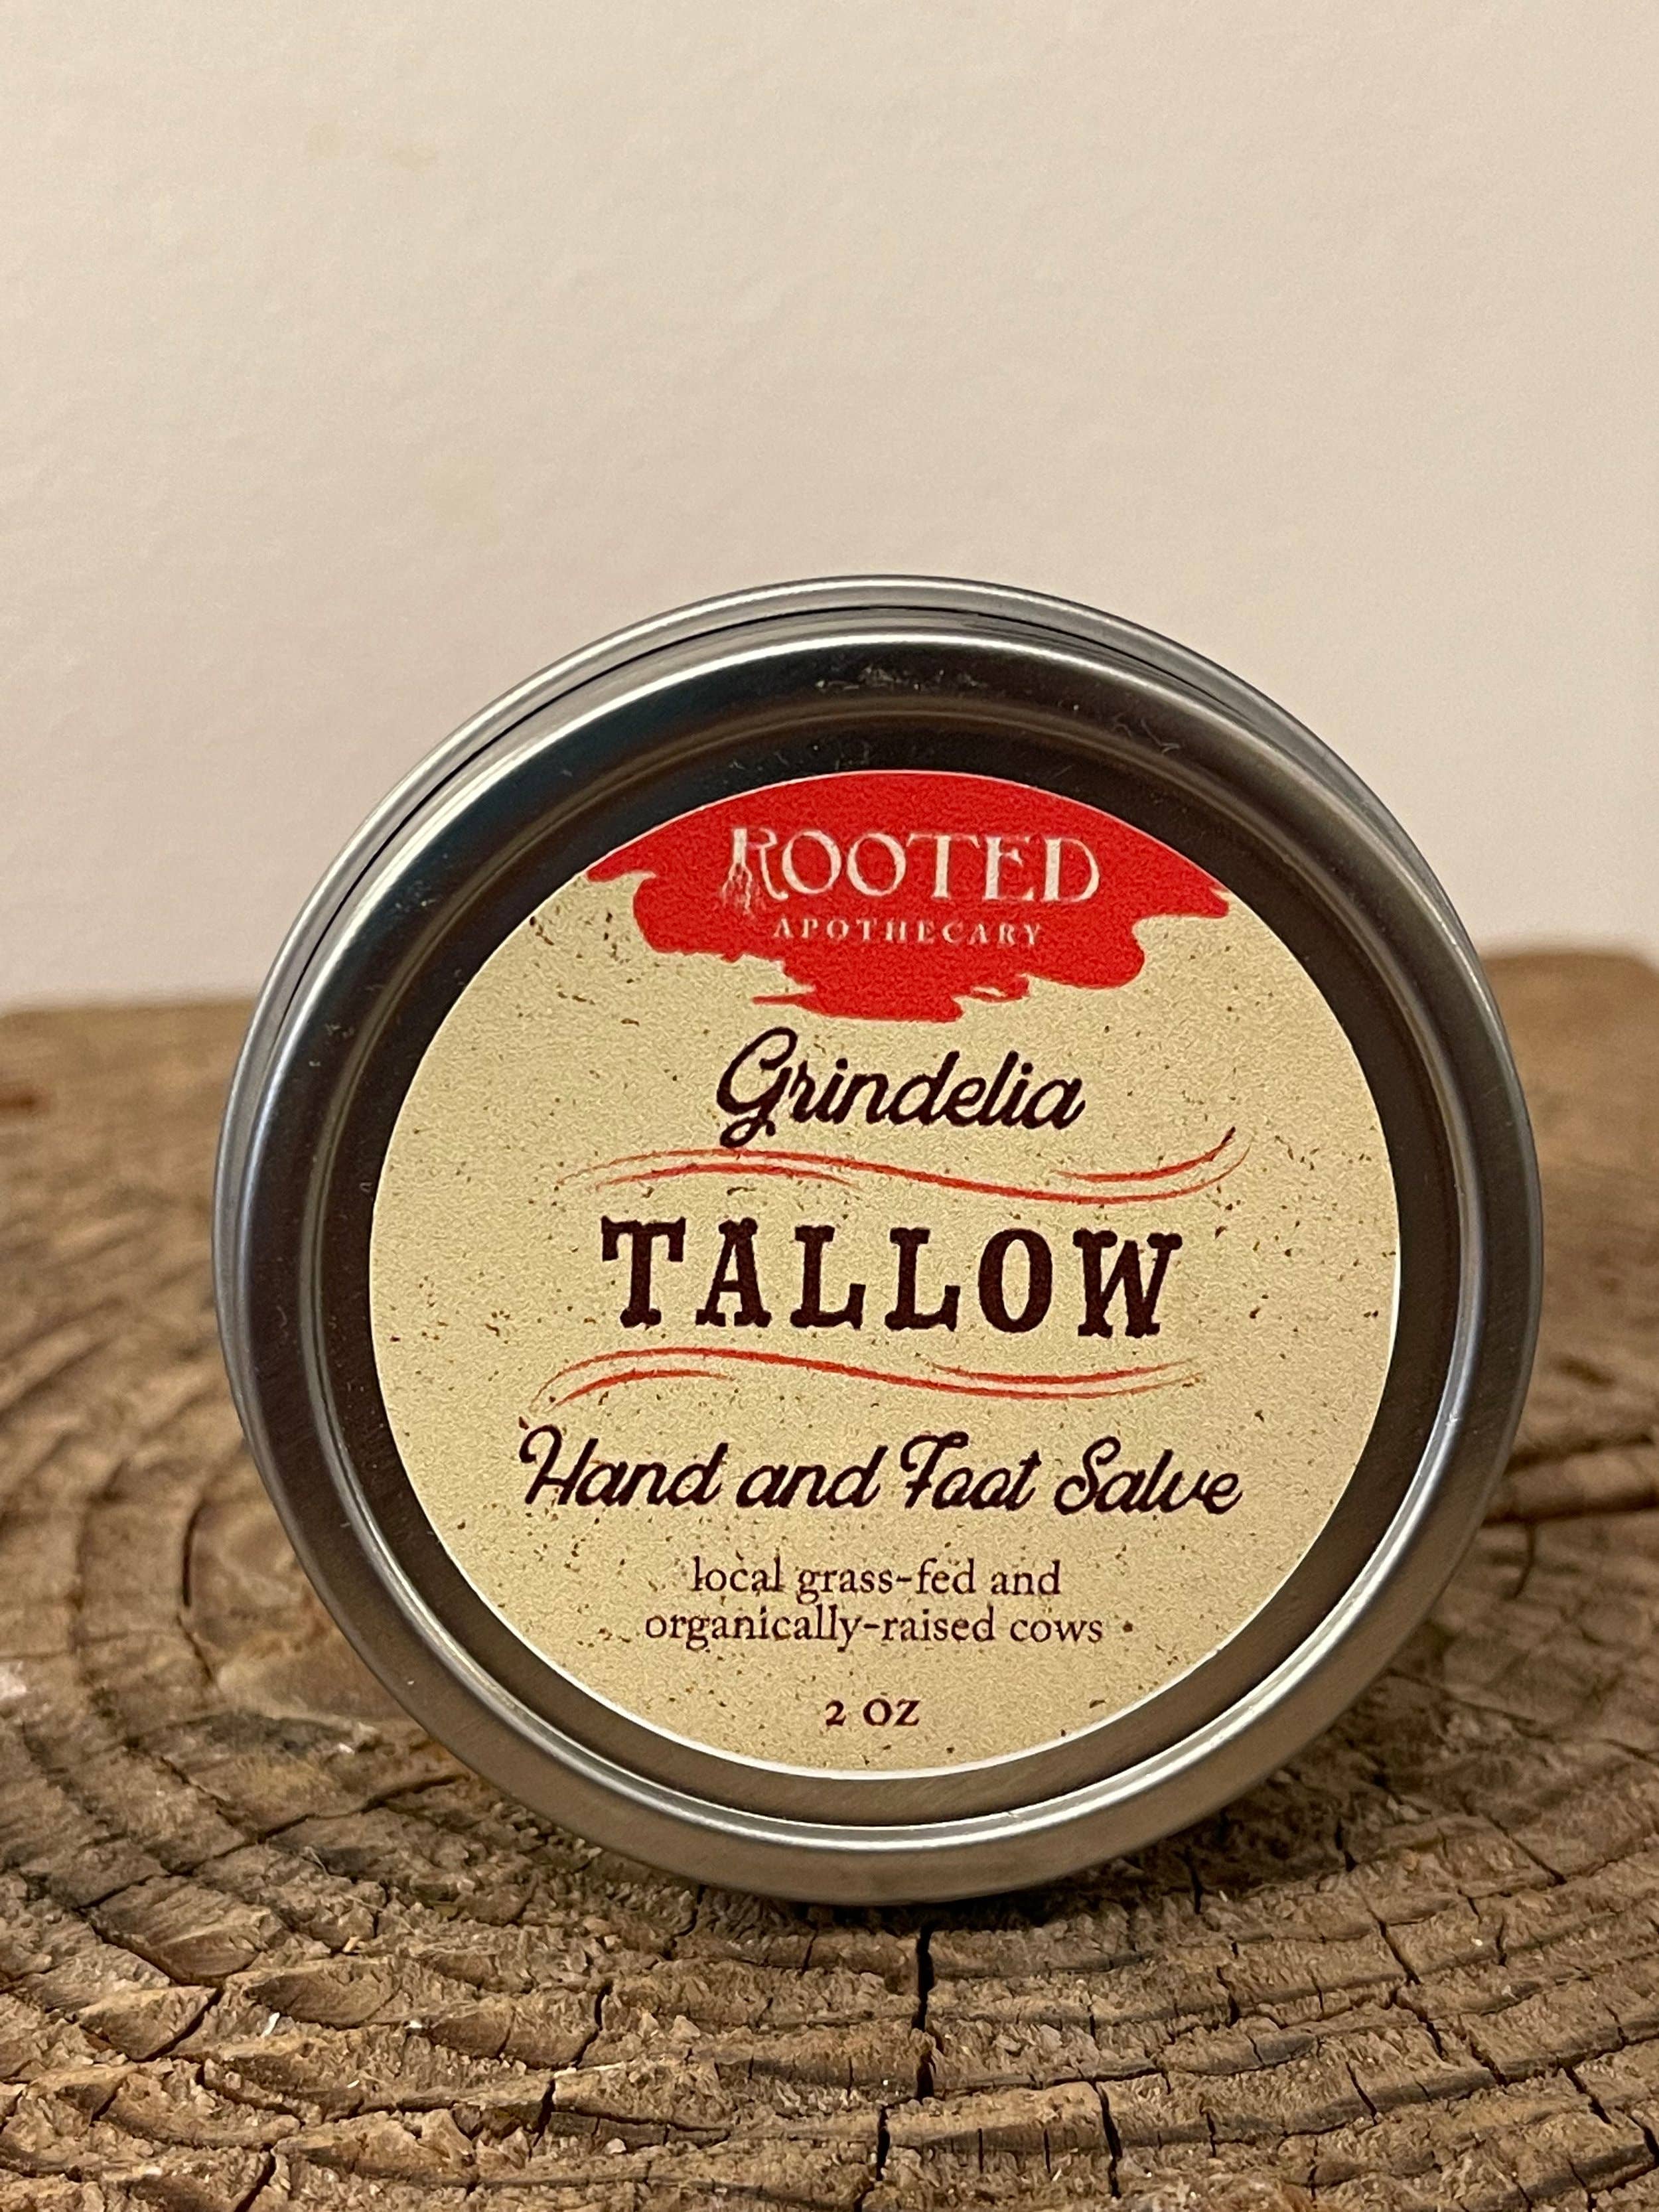 ROOTED
APOTHECARY
Grindelia
TALLOW
Hand and Foot Salve
local grass-fed and
organically-raised cows
2 OZ